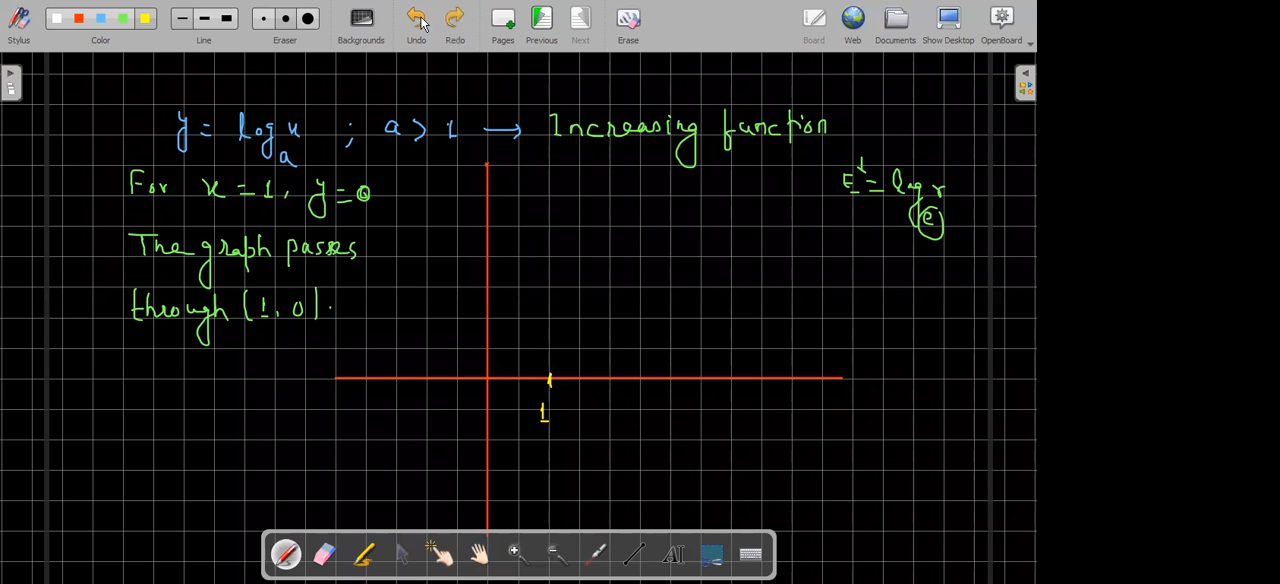 Stylus Color Line Eraser Backgrounds Undo Redo Pages Previous Next Erase Board Web Documents Show Desktop OpenBoard
y = log_a x ; a > 1 → Increasing function
For x = 1, y = 0
The graph passes
through (1, 0).
1